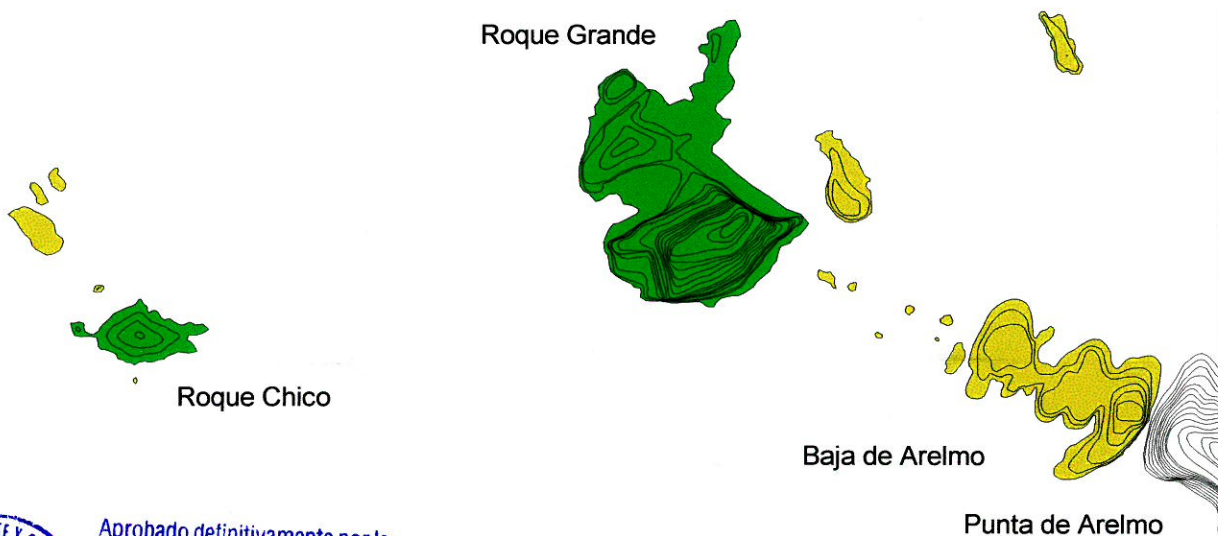 Roque Grande
Roque Chico
Baja de Arelmo
Aprobado definitivamente por la
Punta de Arelmo